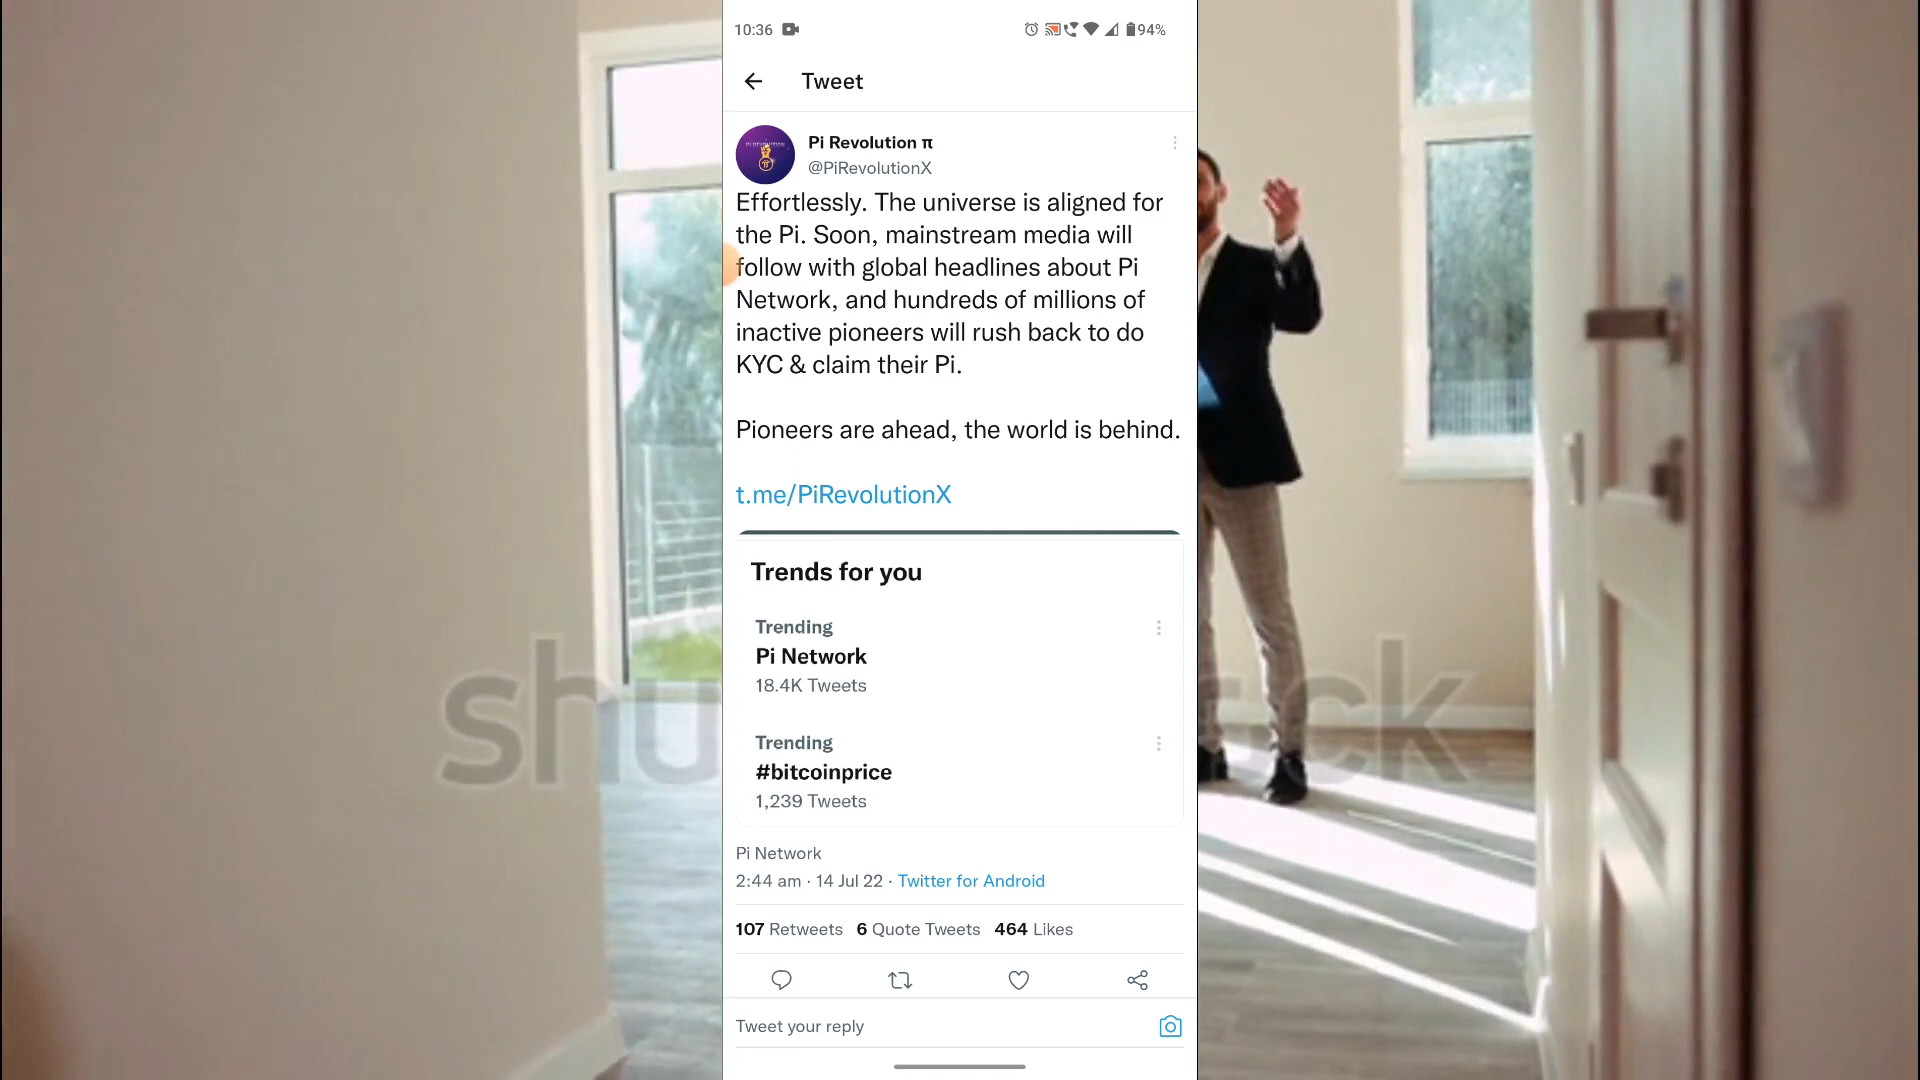 10:36
94%
Tweet
Pi Revolution π
@PiRevolutionX
Effortlessly. The universe is aligned for
the Pi. Soon, mainstream media will
follow with global headlines about Pi
Network, and hundreds of millions of
inactive pioneers will rush back to do
KYC & claim their Pi.
Pioneers are ahead, the world is behind.
t.me/PiRevolutionX
Trends for you
Trending
Pi Network
18.4K Tweets
Trending
#bitcoinprice
1,239 Tweets
Pi Network
2:44 am · 14 Jul 22 · Twitter for Android
107 Retweets 6 Quote Tweets 464 Likes
Tweet your reply